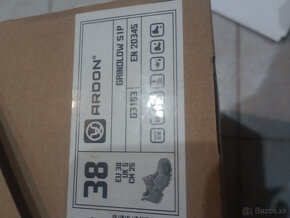 ARDON®
GRINDLOW S1P
G3163
EN 20345
38
EU 38
UK 5
CM 25
bazos.sk